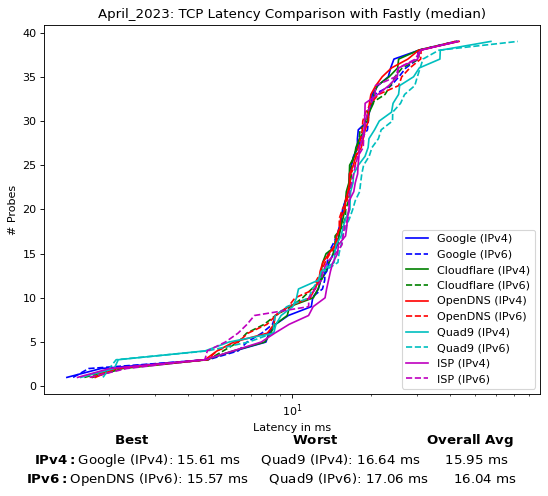 April_2023: TCP Latency Comparison with Fastly (median)
40
35
30
25
20
15
10
5
0
# Probes
Google (IPv4)
Google (IPv6)
Cloudflare (IPv4)
Cloudflare (IPv6)
OpenDNS (IPv4)
OpenDNS (IPv6)
Quad9 (IPv4)
Quad9 (IPv6)
ISP (IPv4)
ISP (IPv6)
10¹
Latency in ms
Best Worst Overall Avg
IPv4: Google (IPv4): 15.61 ms Quad9 (IPv4): 16.64 ms 15.95 ms
IPv6: OpenDNS (IPv6): 15.57 ms Quad9 (IPv6): 17.06 ms 16.04 ms